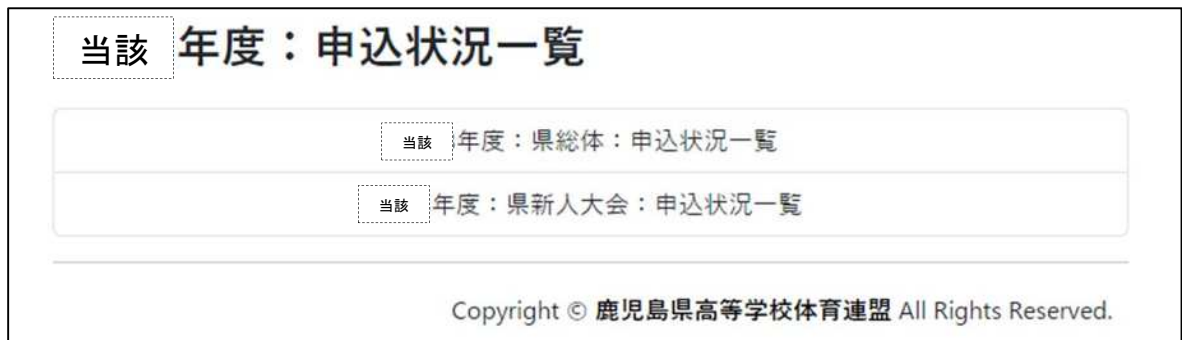 当該年度：申込状況一覧
当該年度：県総体：申込状況一覧
当該年度：県新人大会：申込状況一覧
Copyright © 鹿児島県高等学校体育連盟 All Rights Reserved.